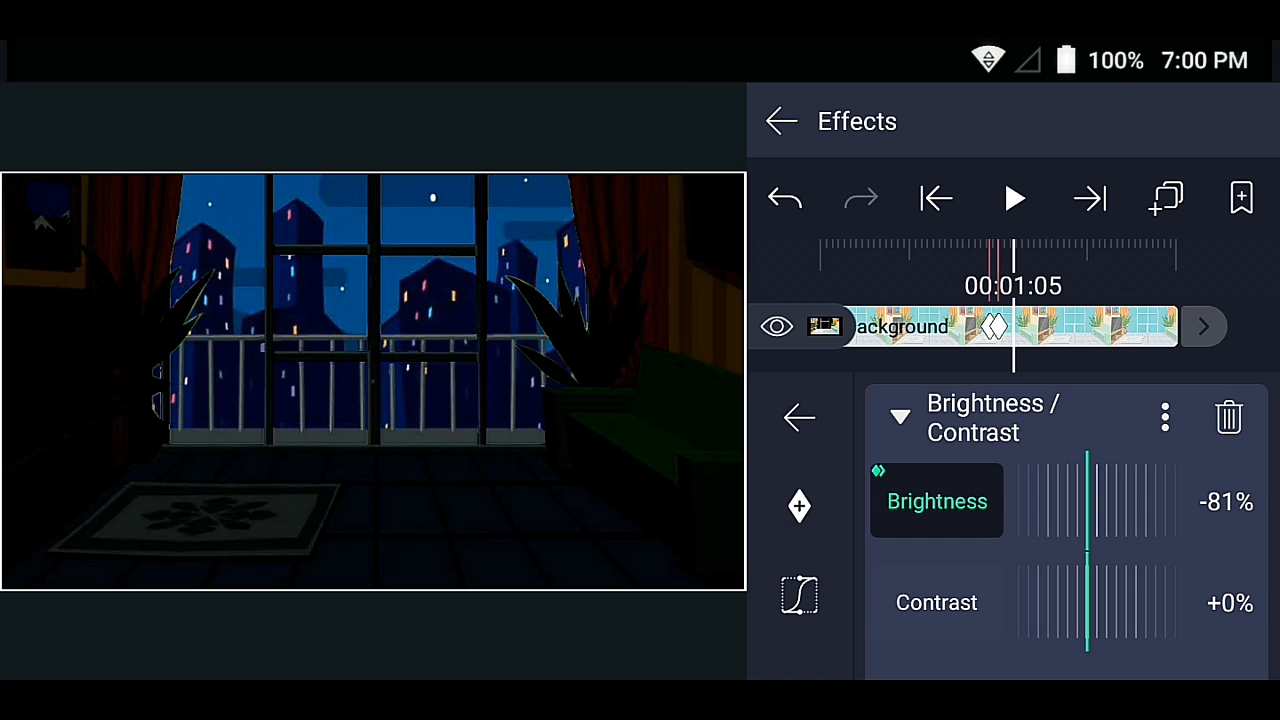 100% 7:00 PM
Effects
00:01:05
ackground
Brightness /
Contrast
Brightness -81%
Contrast +0%